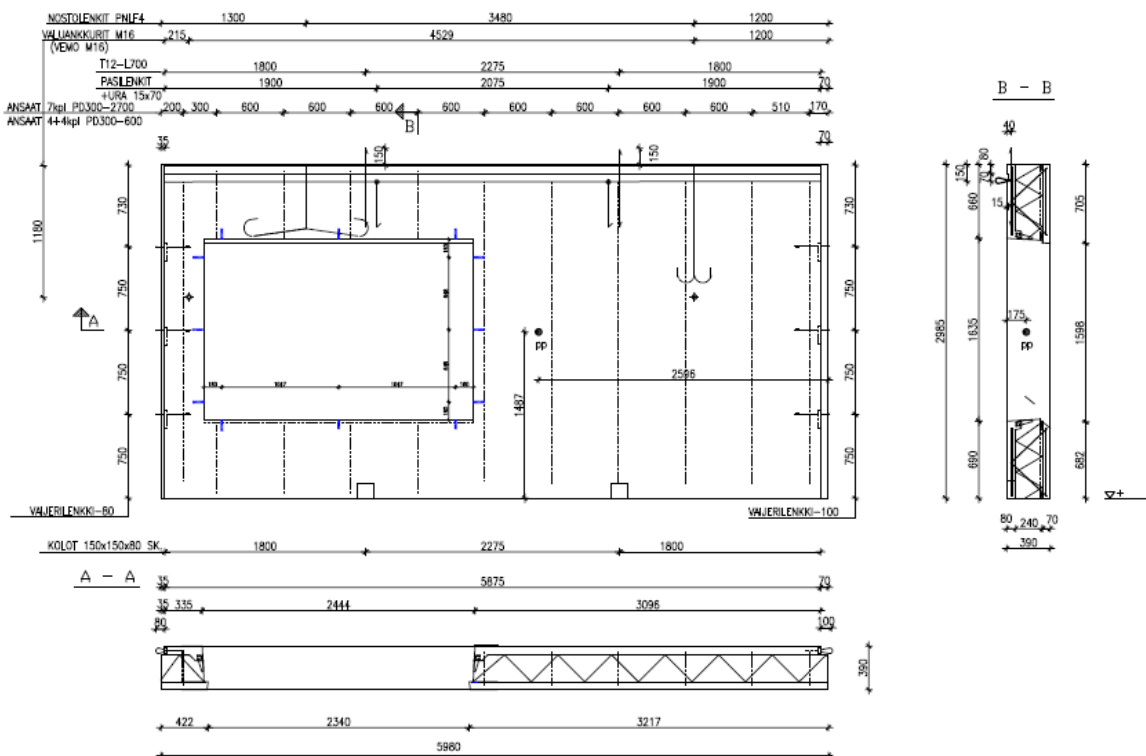 NOSTOLENKIT PNLF4 1300 3480 1200
VALUANKKURIT M16 215 4529 1200
(VEMO M16)
T12-L700 1800 2275 1800
PASILENKIT 1900 2075 1900 70
+URA 15x70
ANSAAT 7kpl PD300-2700 200 300 600 600 600 600 600 600 600 600 510 170
ANSAAT 4+4kpl PD300-600
B
B - B
35 70
40
150 150
150 70 80
15
730 730 660 705
1180
750 750
A
175
pp pp
2985 1635 1598
750 750
2596
1487
750 750 690 682
VAIJERILENKKI-80 VAIJERILENKKI-100
+
80 240 70
390
KOLOT 150x150x80 SK. 1800 2275 1800
A - A
35 5875 70
35 335 2444 3096
80 100
390
422 2340 3217
5980